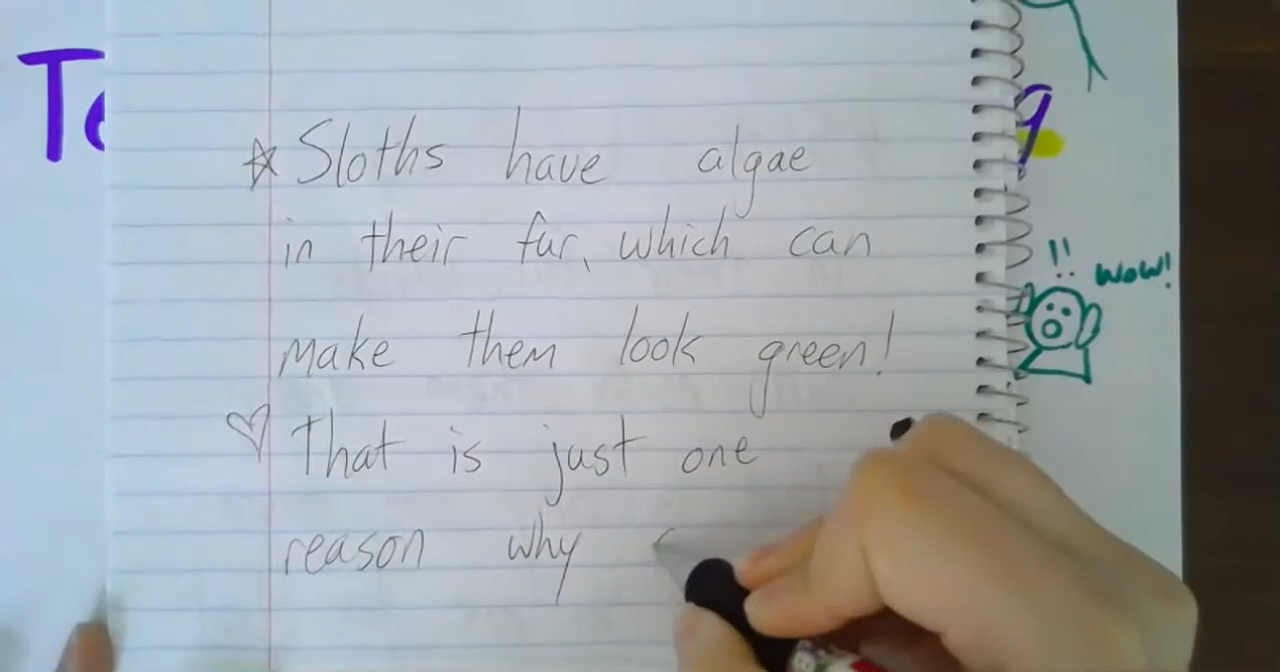 Te
☆ Sloths have algae
in their fur, which can
make them look green!
♡ That is just one
reason why
!! wow!